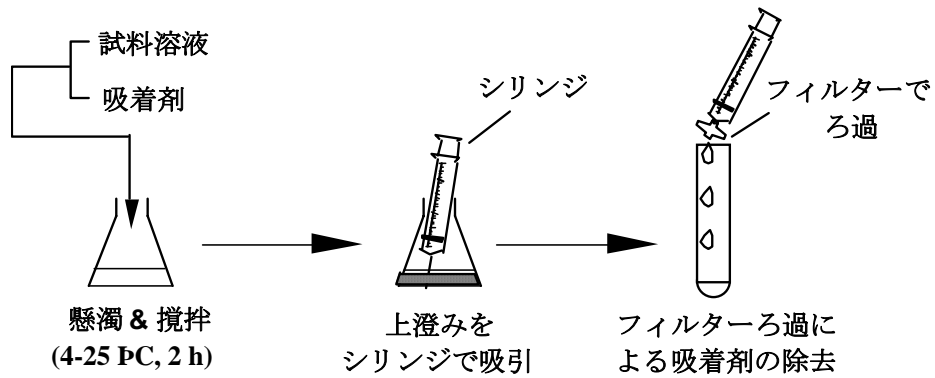 試料溶液
吸着剤
シリンジ
フィルターで
ろ過
懸濁 & 撹拌
(4-25 ÞC, 2 h)
上澄みを
シリンジで吸引
フィルターろ過に
よる吸着剤の除去